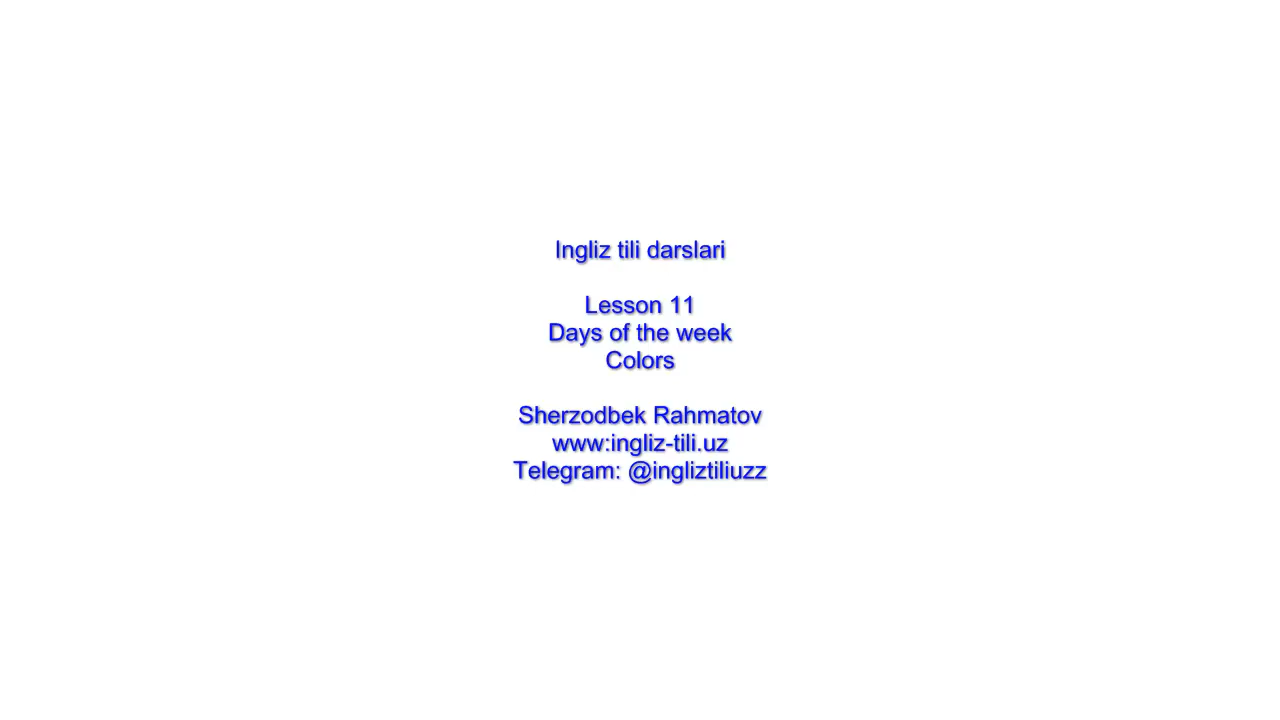 Ingliz tili darslari
Lesson 11
Days of the week
Colors
Sherzodbek Rahmatov
www:ingliz-tili.uz
Telegram: @ingliztiliuzz